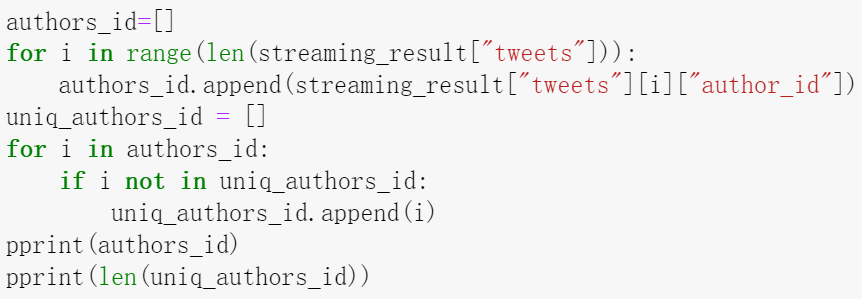 authors_id=[]
for i in range(len(streaming_result["tweets"])):
    authors_id.append(streaming_result["tweets"][i]["author_id"])
uniq_authors_id = []
for i in authors_id:
    if i not in uniq_authors_id:
        uniq_authors_id.append(i)
pprint(authors_id)
pprint(len(uniq_authors_id))